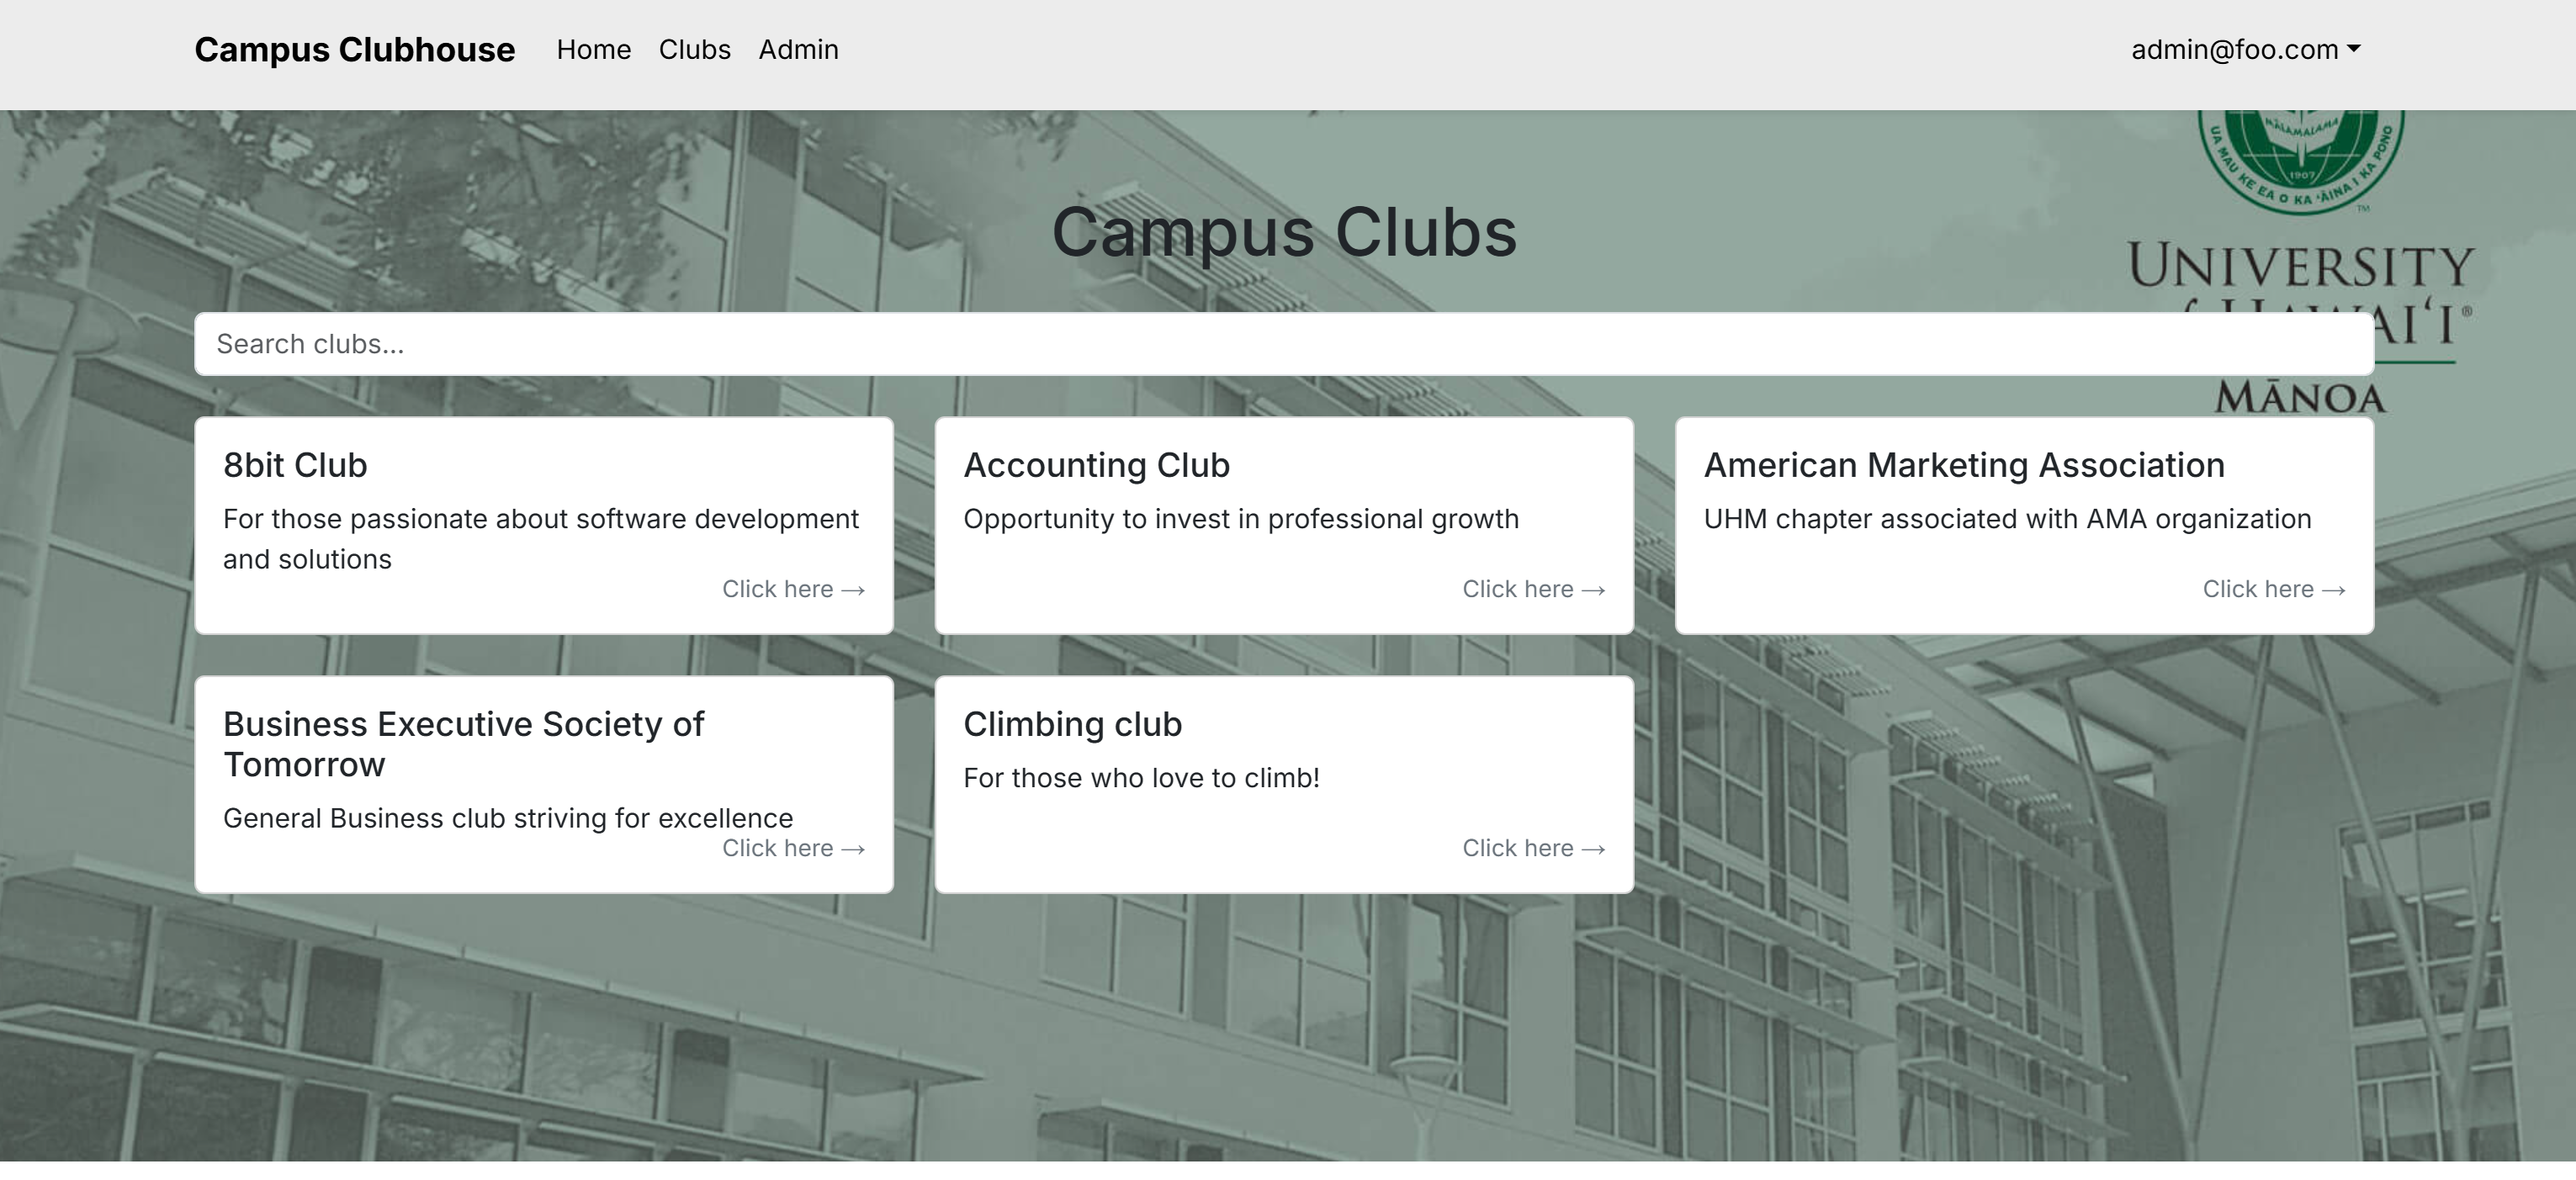 Campus Clubhouse Home Clubs Admin admin@foo.com
MĀLAMALAMA
1907
UA MAU KE EA O KA ʻĀINA I KA PONO
™
Campus Clubs
UNIVERSITY
AIʻI®
Search clubs...
MĀNOA
8bit Club
For those passionate about software development
and solutions
Click here →
Accounting Club
Opportunity to invest in professional growth
Click here →
American Marketing Association
UHM chapter associated with AMA organization
Click here →
Business Executive Society of
Tomorrow
General Business club striving for excellence
Click here →
Climbing club
For those who love to climb!
Click here →